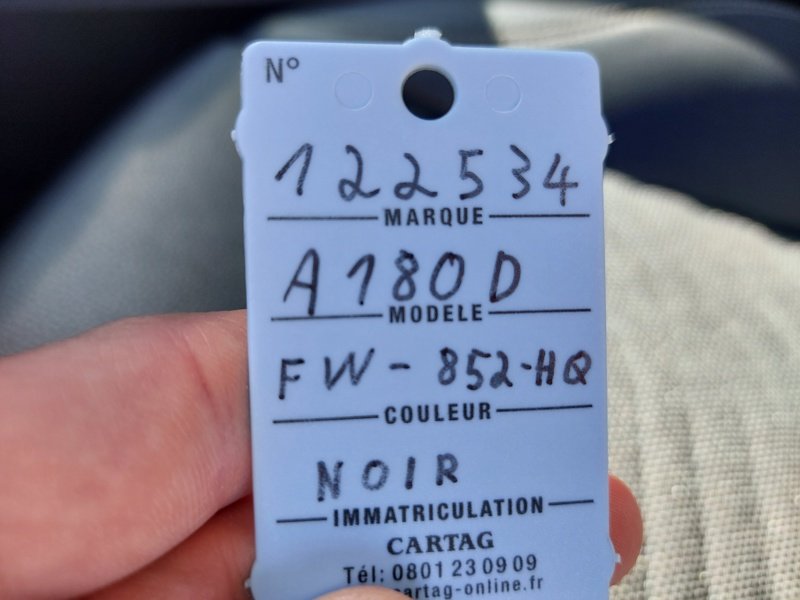 N°
122534
MARQUE
A180D
MODELE
FW-852-HQ
COULEUR
NOIR
IMMATRICULATION
CARTAG
Tél: 0801 23 09 09
cartag-online.fr